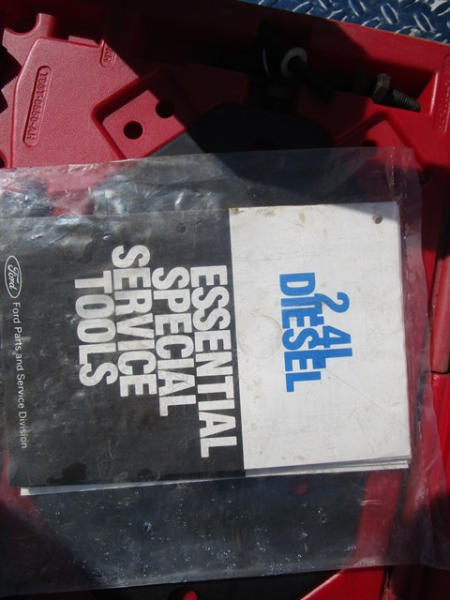 2.4L
DIESEL
ESSENTIAL
SPECIAL
SERVICE
TOOLS
Ford Ford Parts and Service Division